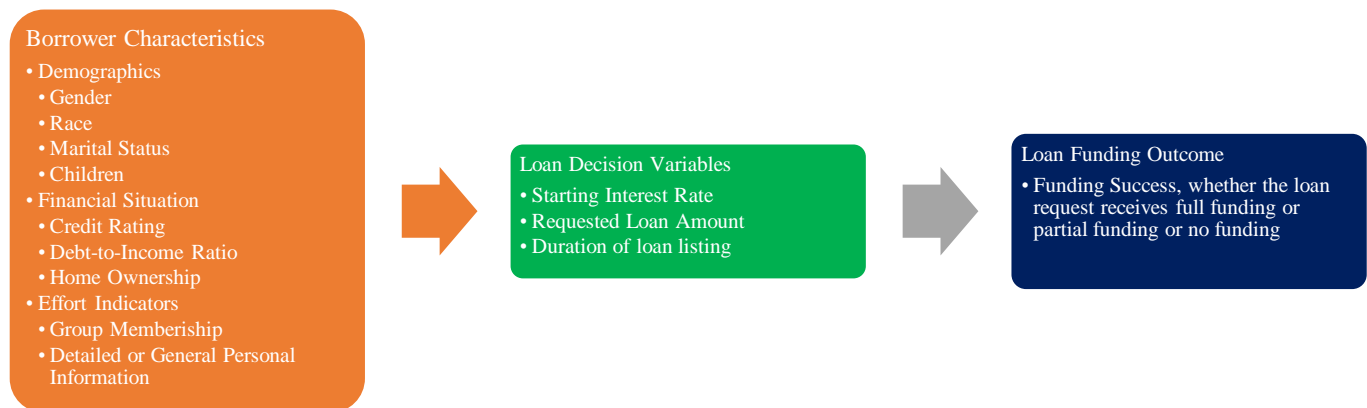 Borrower Characteristics
• Demographics
• Gender
• Race
• Marital Status
• Children
• Financial Situation
• Credit Rating
• Debt-to-Income Ratio
• Home Ownership
• Effort Indicators
• Group Memberiship
• Detailed or General Personal
Information
Loan Decision Variables
• Starting Interest Rate
• Requested Loan Amount
• Duration of loan listing
Loan Funding Outcome
• Funding Success, whether the loan
request receives full funding or
partial funding or no funding